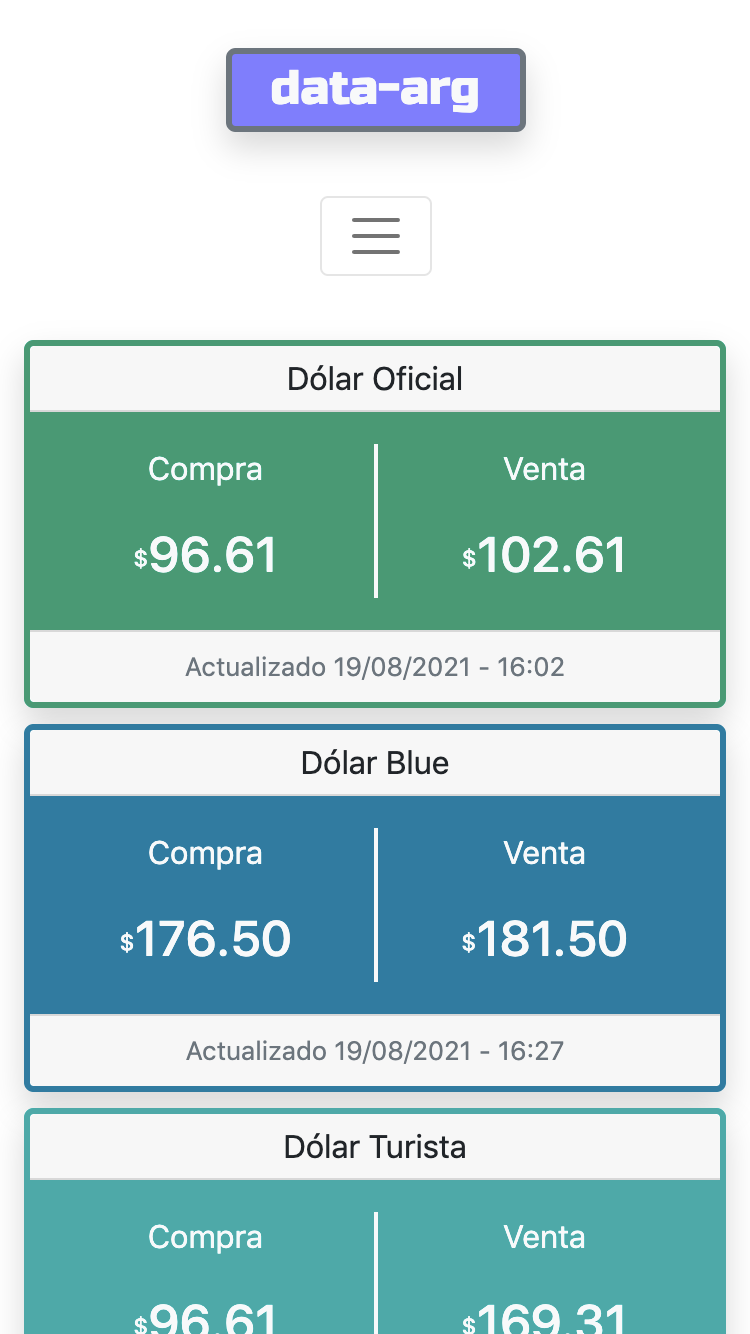 data-arg
Dólar Oficial
Compra Venta
$96.61 $102.61
Actualizado 19/08/2021 - 16:02
Dólar Blue
Compra Venta
$176.50 $181.50
Actualizado 19/08/2021 - 16:27
Dólar Turista
Compra Venta
$96.61 $169.31